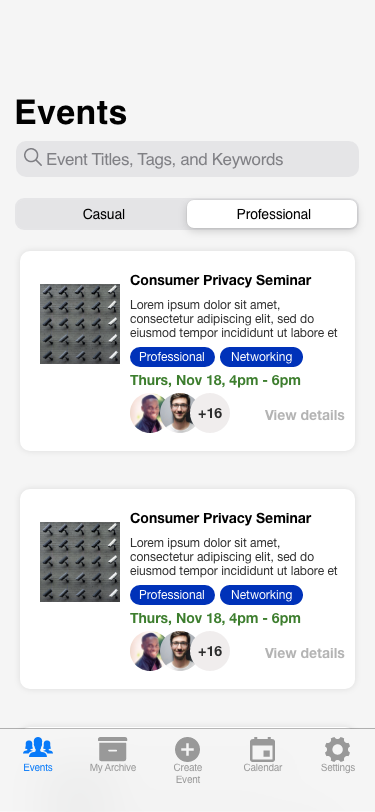 Events
Event Titles, Tags, and Keywords
Casual
Professional
Consumer Privacy Seminar
Lorem ipsum dolor sit amet,
consectetur adipiscing elit, sed do
eiusmod tempor incididunt ut labore et
Professional
Networking
Thurs, Nov 18, 4pm - 6pm
+16
View details
Consumer Privacy Seminar
Lorem ipsum dolor sit amet,
consectetur adipiscing elit, sed do
eiusmod tempor incididunt ut labore et
Professional
Networking
Thurs, Nov 18, 4pm - 6pm
+16
View details
Events
My Archive
Create
Event
Calendar
Settings